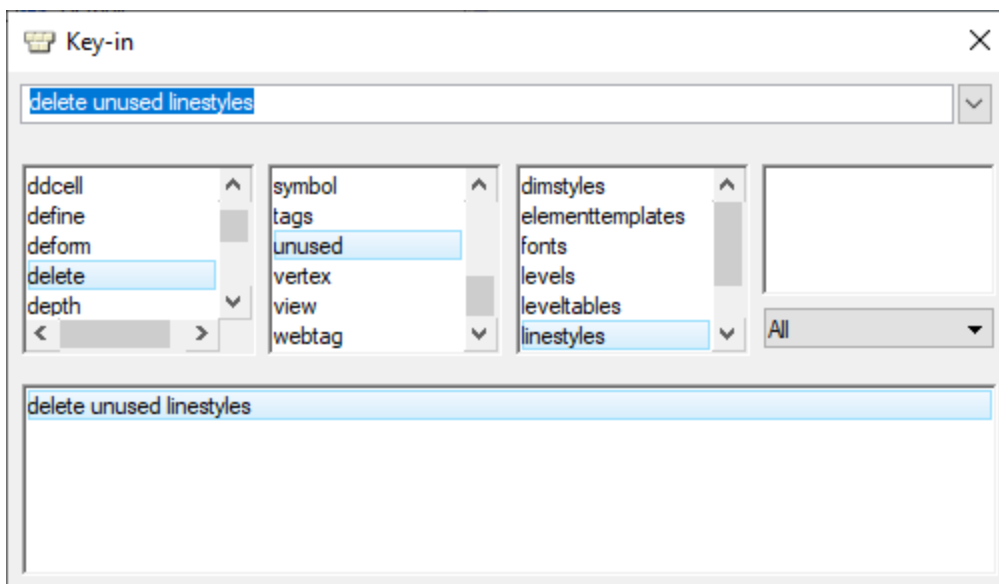 Key-in
delete unused linestyles
ddcell
define
deform
delete
depth
symbol
tags
unused
vertex
view
webtag
dimstyles
elementtemplates
fonts
levels
leveltables
linestyles
All
delete unused linestyles